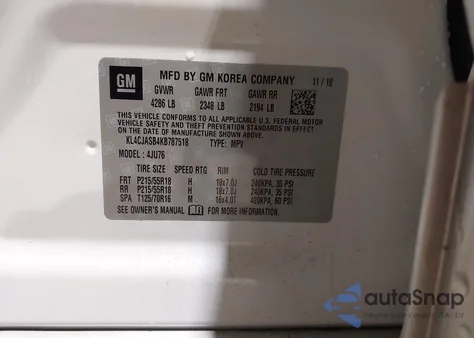 GM
MFD BY GM KOREA COMPANY 11/18
GVWR GAWR FRT GAWR RR
4286 LB 2348 LB 2194 LB
THIS VEHICLE CONFORMS TO ALL APPLICABLE U.S. FEDERAL MOTOR
VEHICLE SAFETY, BUMPER, AND THEFT PREVENTION STANDARDS IN
EFFECT ON THE DATE OF MANUFACTURE SHOWN ABOVE.
KL4CJASB4KB787518 TYPE: MPV
MODEL: 4JU76
TIRE SIZE SPEED RTG RIM COLD TIRE PRESSURE
FRT P215/55R18 H 18x7.0J 240KPA, 35 PSI
RR P215/55R18 H 18x7.0J 240KPA, 35 PSI
SPA T125/70R16 M 16x4.0T 420KPA, 60 PSI
SEE OWNER'S MANUAL FOR MORE INFORMATION.
autaSnap